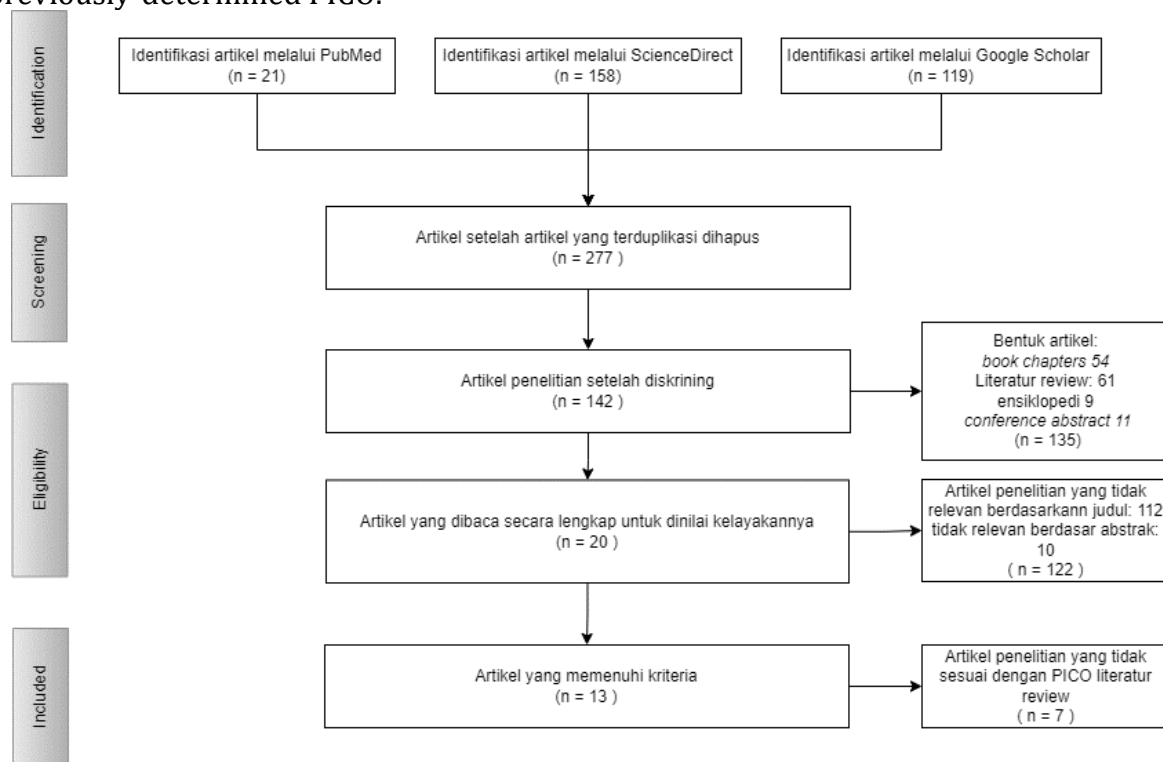 previously determined PICO.
Identification
Identifikasi artikel melalui PubMed
(n = 21)
Identifikasi artikel melalui ScienceDirect
(n = 158)
Identifikasi artikel melalui Google Scholar
(n = 119)
Screening
Artikel setelah artikel yang terduplikasi dihapus
(n = 277 )
Artikel penelitian setelah diskrining
(n = 142 )
Bentuk artikel:
book chapters 54
Literatur review: 61
ensiklopedi 9
conference abstract 11
(n = 135)
Eligibility
Artikel yang dibaca secara lengkap untuk dinilai kelayakannya
(n = 20 )
Artikel penelitian yang tidak
relevan berdasarkann judul: 112
tidak relevan berdasar abstrak:
10
( n = 122 )
Included
Artikel yang memenuhi kriteria
(n = 13 )
Artikel penelitian yang tidak
sesuai dengan PICO literatur
review
( n = 7 )